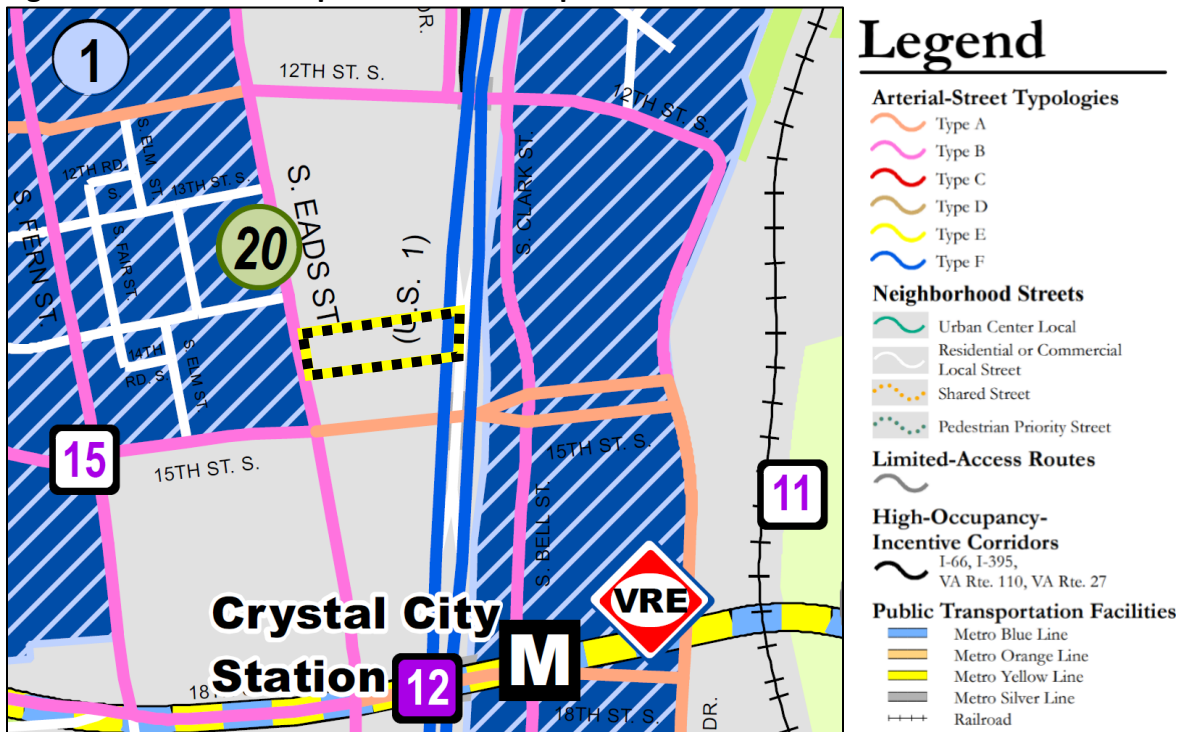 1
DR.
12TH ST. S.
12TH ST. S.
S. ELM ST.
12TH RD.
S.
13TH ST. S.
S. FERN ST.
S. FAIR ST.
20
S. EADS ST.
(U.S. 1)
S. CLARK ST.
14TH
RD. S.
S. ELM ST.
15
15TH ST. S.
15TH ST. S.
11
S. BELL ST.
VRE
Crystal City
Station
12
M
18TH ST. S.
DR.
Legend
Arterial-Street Typologies
Type A
Type B
Type C
Type D
Type E
Type F
Neighborhood Streets
Urban Center Local
Residential or Commercial
Local Street
Shared Street
Pedestrian Priority Street
Limited-Access Routes
High-Occupancy-
Incentive Corridors
I-66, I-395,
VA Rte. 110, VA Rte. 27
Public Transportation Facilities
Metro Blue Line
Metro Orange Line
Metro Yellow Line
Metro Silver Line
Railroad